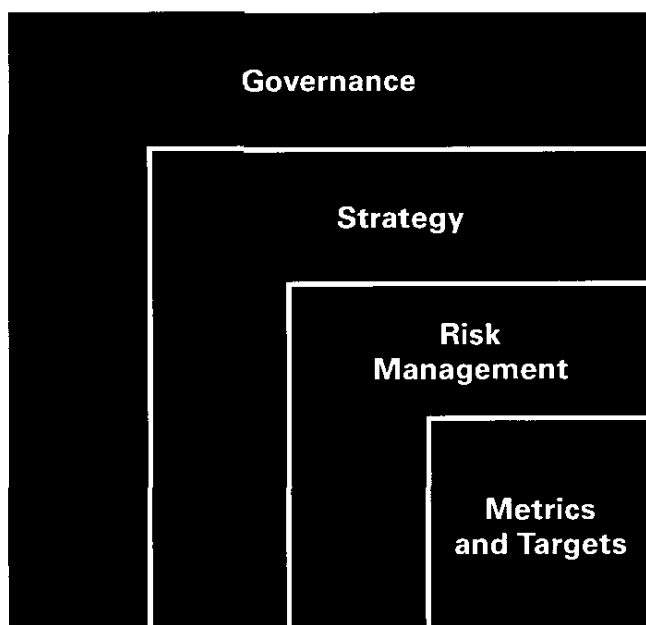 Governance
Strategy
Risk
Management
Metrics
and Targets